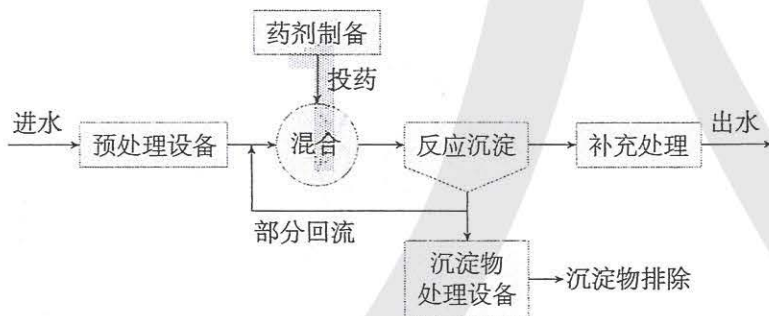 药剂制备
投药
进水
预处理设备
混合
反应沉淀
补充处理
出水
部分回流
沉淀物
处理设备
沉淀物排除